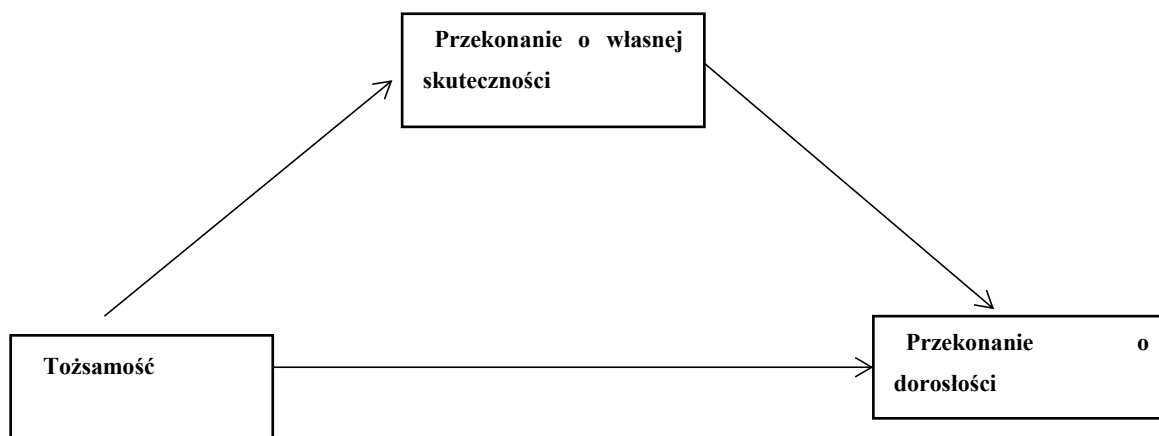 Przekonanie o własnej
skuteczności
Tożsamość
Przekonanie o
dorosłości